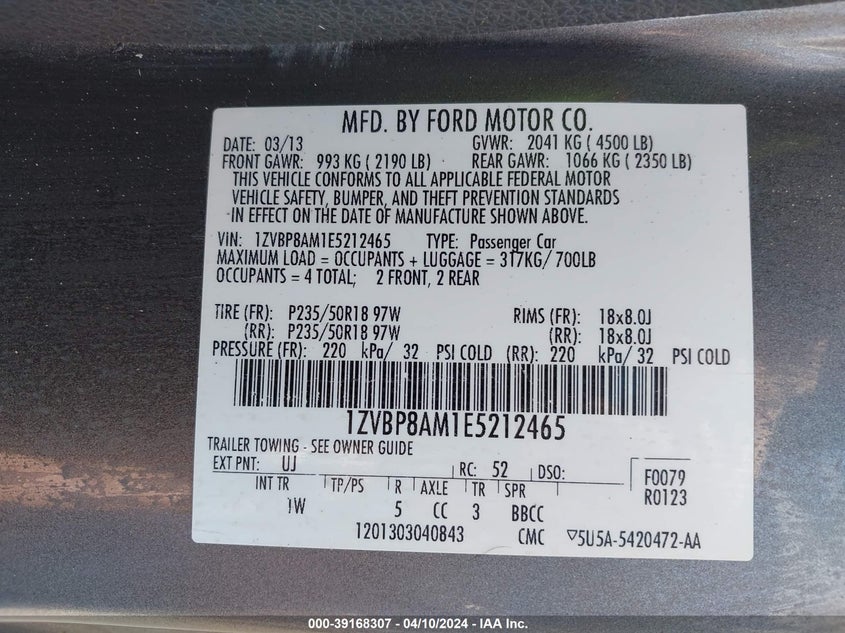 MFD. BY FORD MOTOR CO.
DATE: 03/13 GVWR: 2041 KG ( 4500 LB)
FRONT GAWR: 993 KG ( 2190 LB) REAR GAWR: 1066 KG ( 2350 LB)
THIS VEHICLE CONFORMS TO ALL APPLICABLE FEDERAL MOTOR
VEHICLE SAFETY, BUMPER, AND THEFT PREVENTION STANDARDS
IN EFFECT ON THE DATE OF MANUFACTURE SHOWN ABOVE.
VIN: 1ZVBP8AM1E5212465 TYPE: Passenger Car
MAXIMUM LOAD = OCCUPANTS + LUGGAGE = 317KG/ 700LB
OCCUPANTS = 4 TOTAL; 2 FRONT, 2 REAR
TIRE (FR): P235/50R18 97W RIMS (FR): 18x8.0J
(RR): P235/50R18 97W (RR): 18x8.0J
PRESSURE (FR): 220 kPa/ 32 PSI COLD (RR): 220 kPa/ 32 PSI COLD
1ZVBP8AM1E5212465
TRAILER TOWING - SEE OWNER GUIDE
EXT PNT: UJ RC: 52 DSO: F0079
INT TR TP/PS R AXLE TR SPR R0123
1W 5 CC 3 BBCC
1201303040843 CMC ▽5U5A-5420472-AA
000-39168307 - 04/10/2024 - IAA Inc.